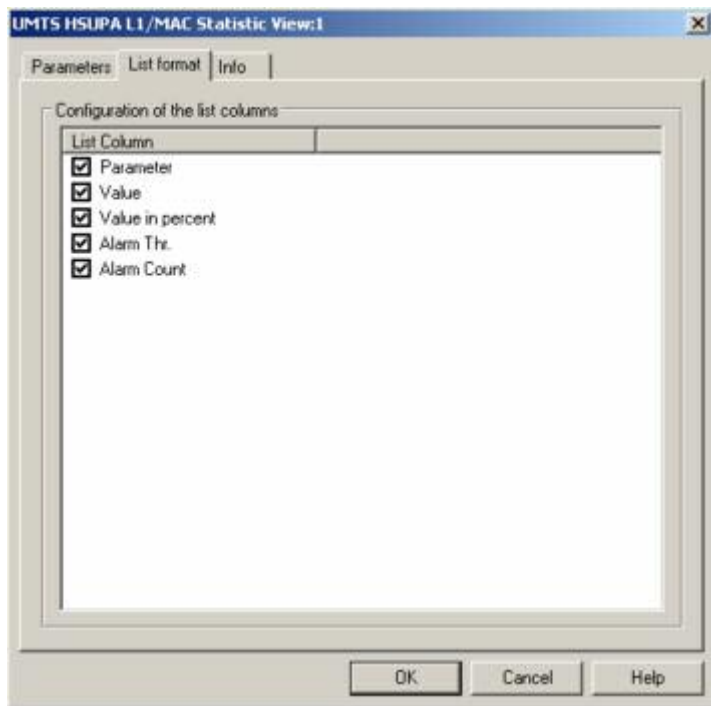 UMTS HSUPA L1/MAC Statistic View:1
Parameters List format Info
Configuration of the list columns
List Column
Parameter
Value
Value in percent
Alarm Thr.
Alarm Count
OK Cancel Help